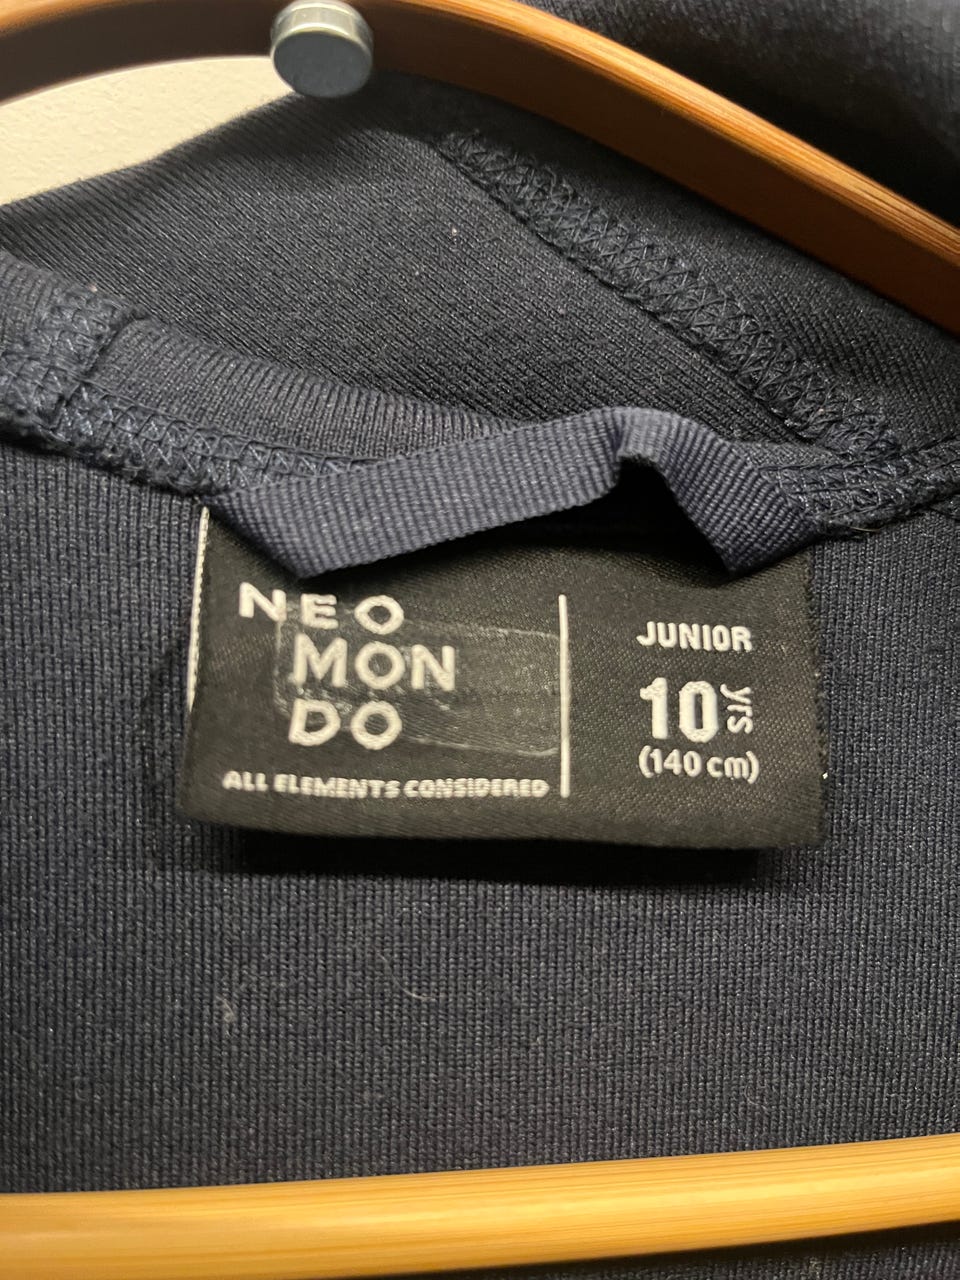 NEO
MON
DO
ALL ELEMENTS CONSIDERED
JUNIOR
10 yrs
(140 cm)